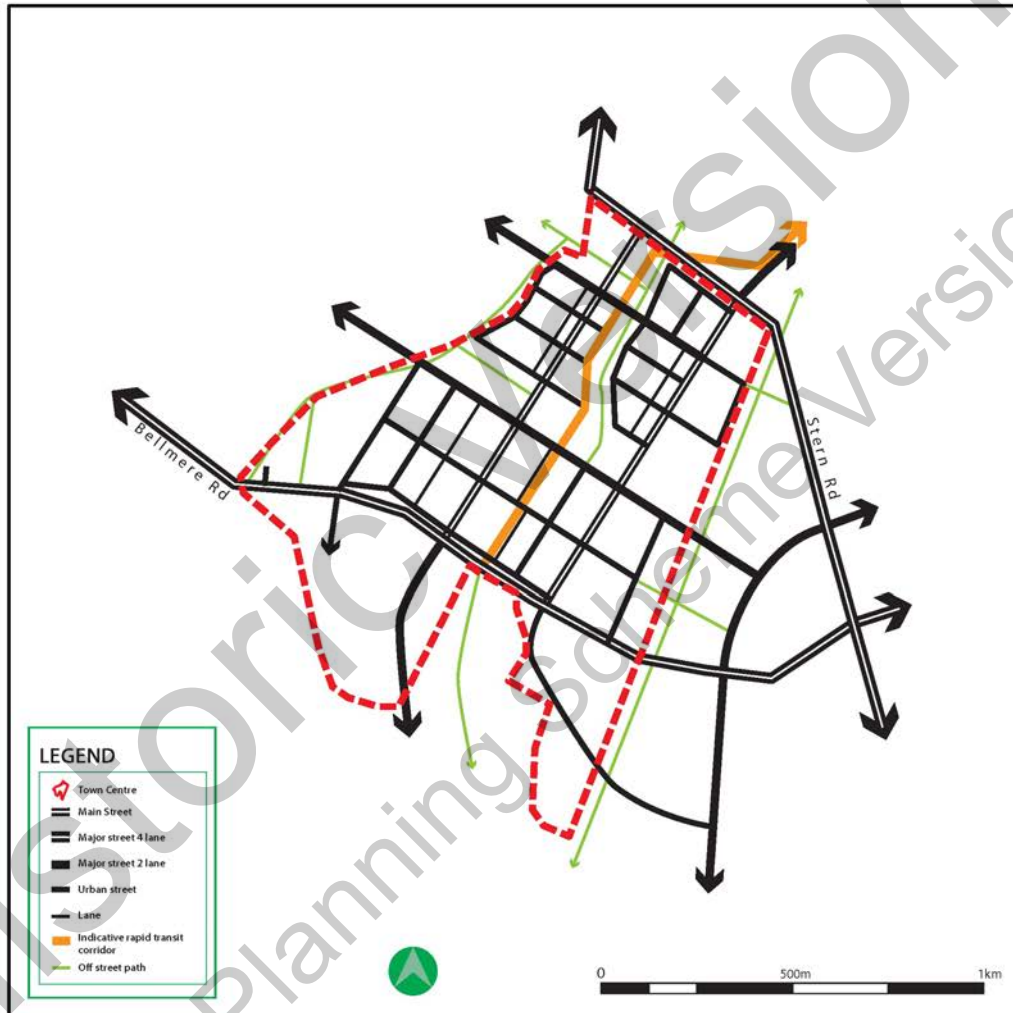 Bellmere Rd
Stern Rd
LEGEND
Town Centre
Main Street
Major street 4 lane
Major street 2 lane
Urban street
Lane
Indicative rapid transit
corridor
Off street path
0 500m 1km
Historic Version
Planning Scheme Version